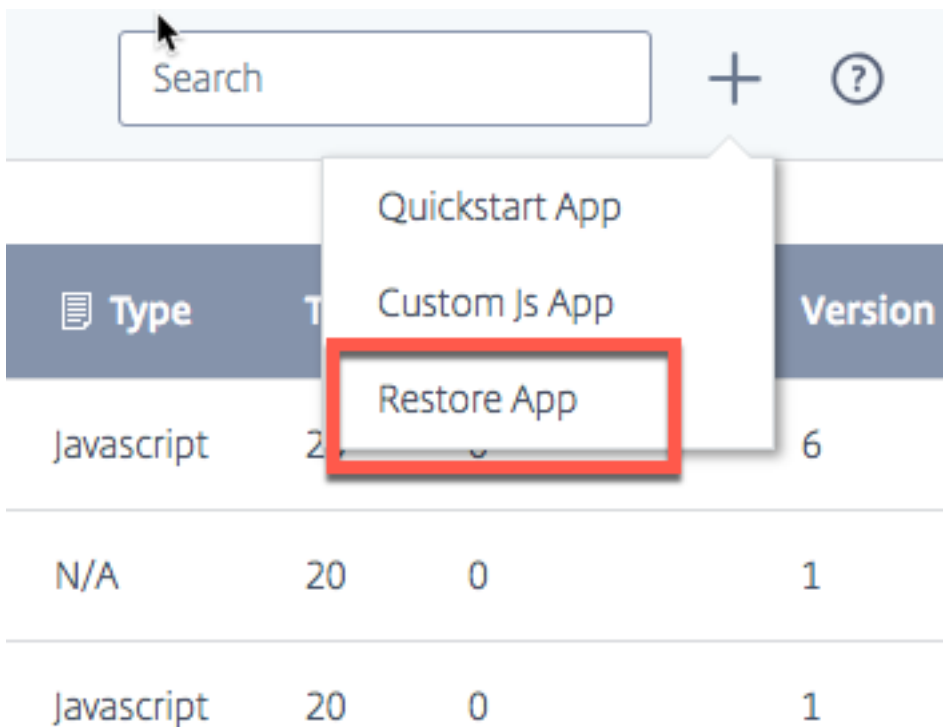 Search
?
Quickstart App
Type Custom Js App Version
Restore App
Javascript 6
N/A 20 0 1
Javascript 20 0 1